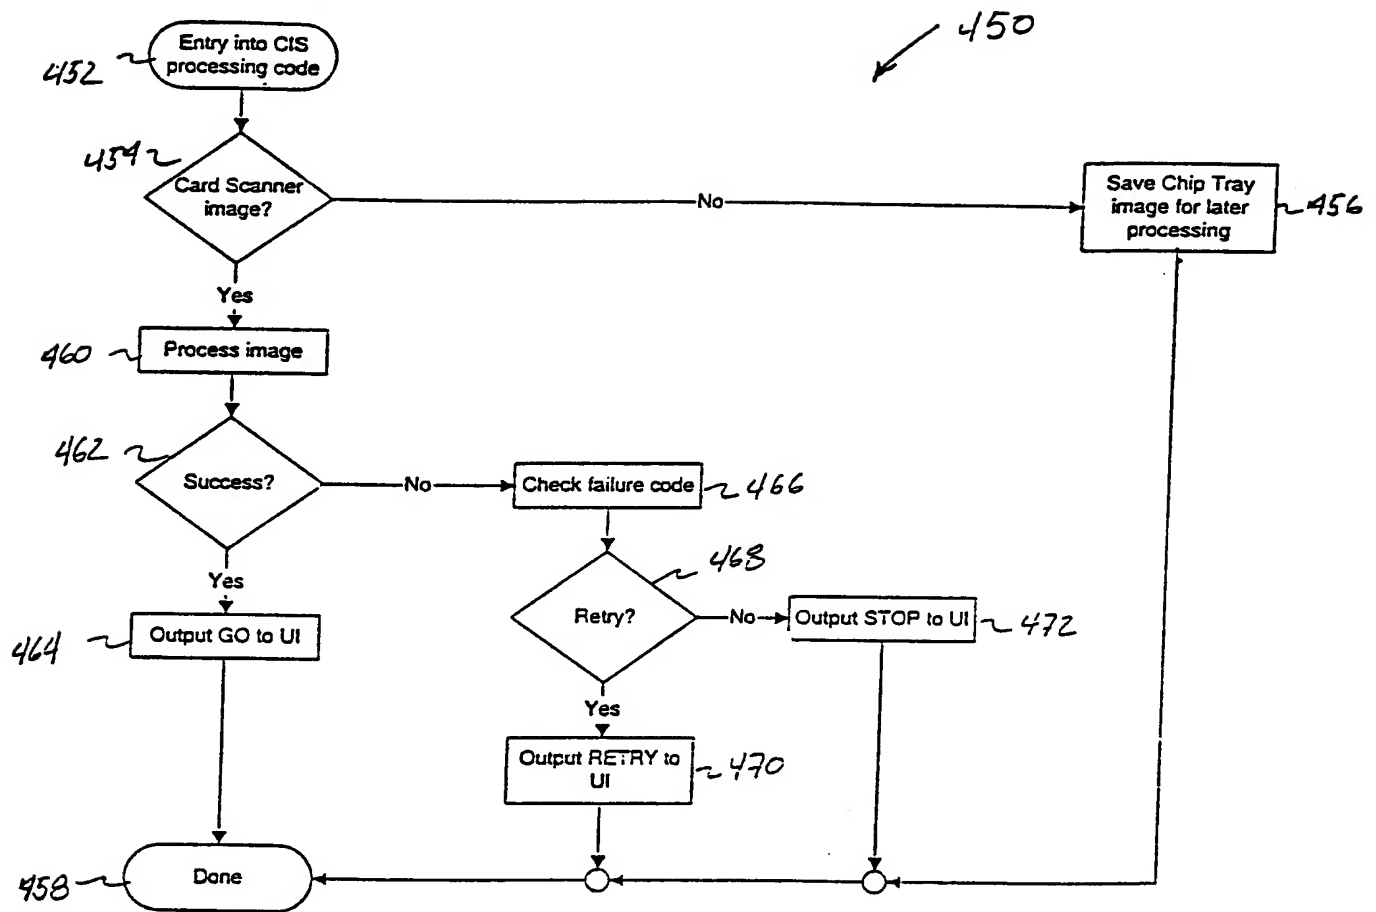 450
Entry into CIS
processing code
452
454
Card Scanner
image?
No
Save Chip Tray
image for later
processing
456
Yes
460
Process image
462
Success?
No
Check failure code
466
468
Yes
Retry?
No
Output STOP to UI
472
464
Output GO to UI
Yes
Output RETRY to
UI
470
458
Done